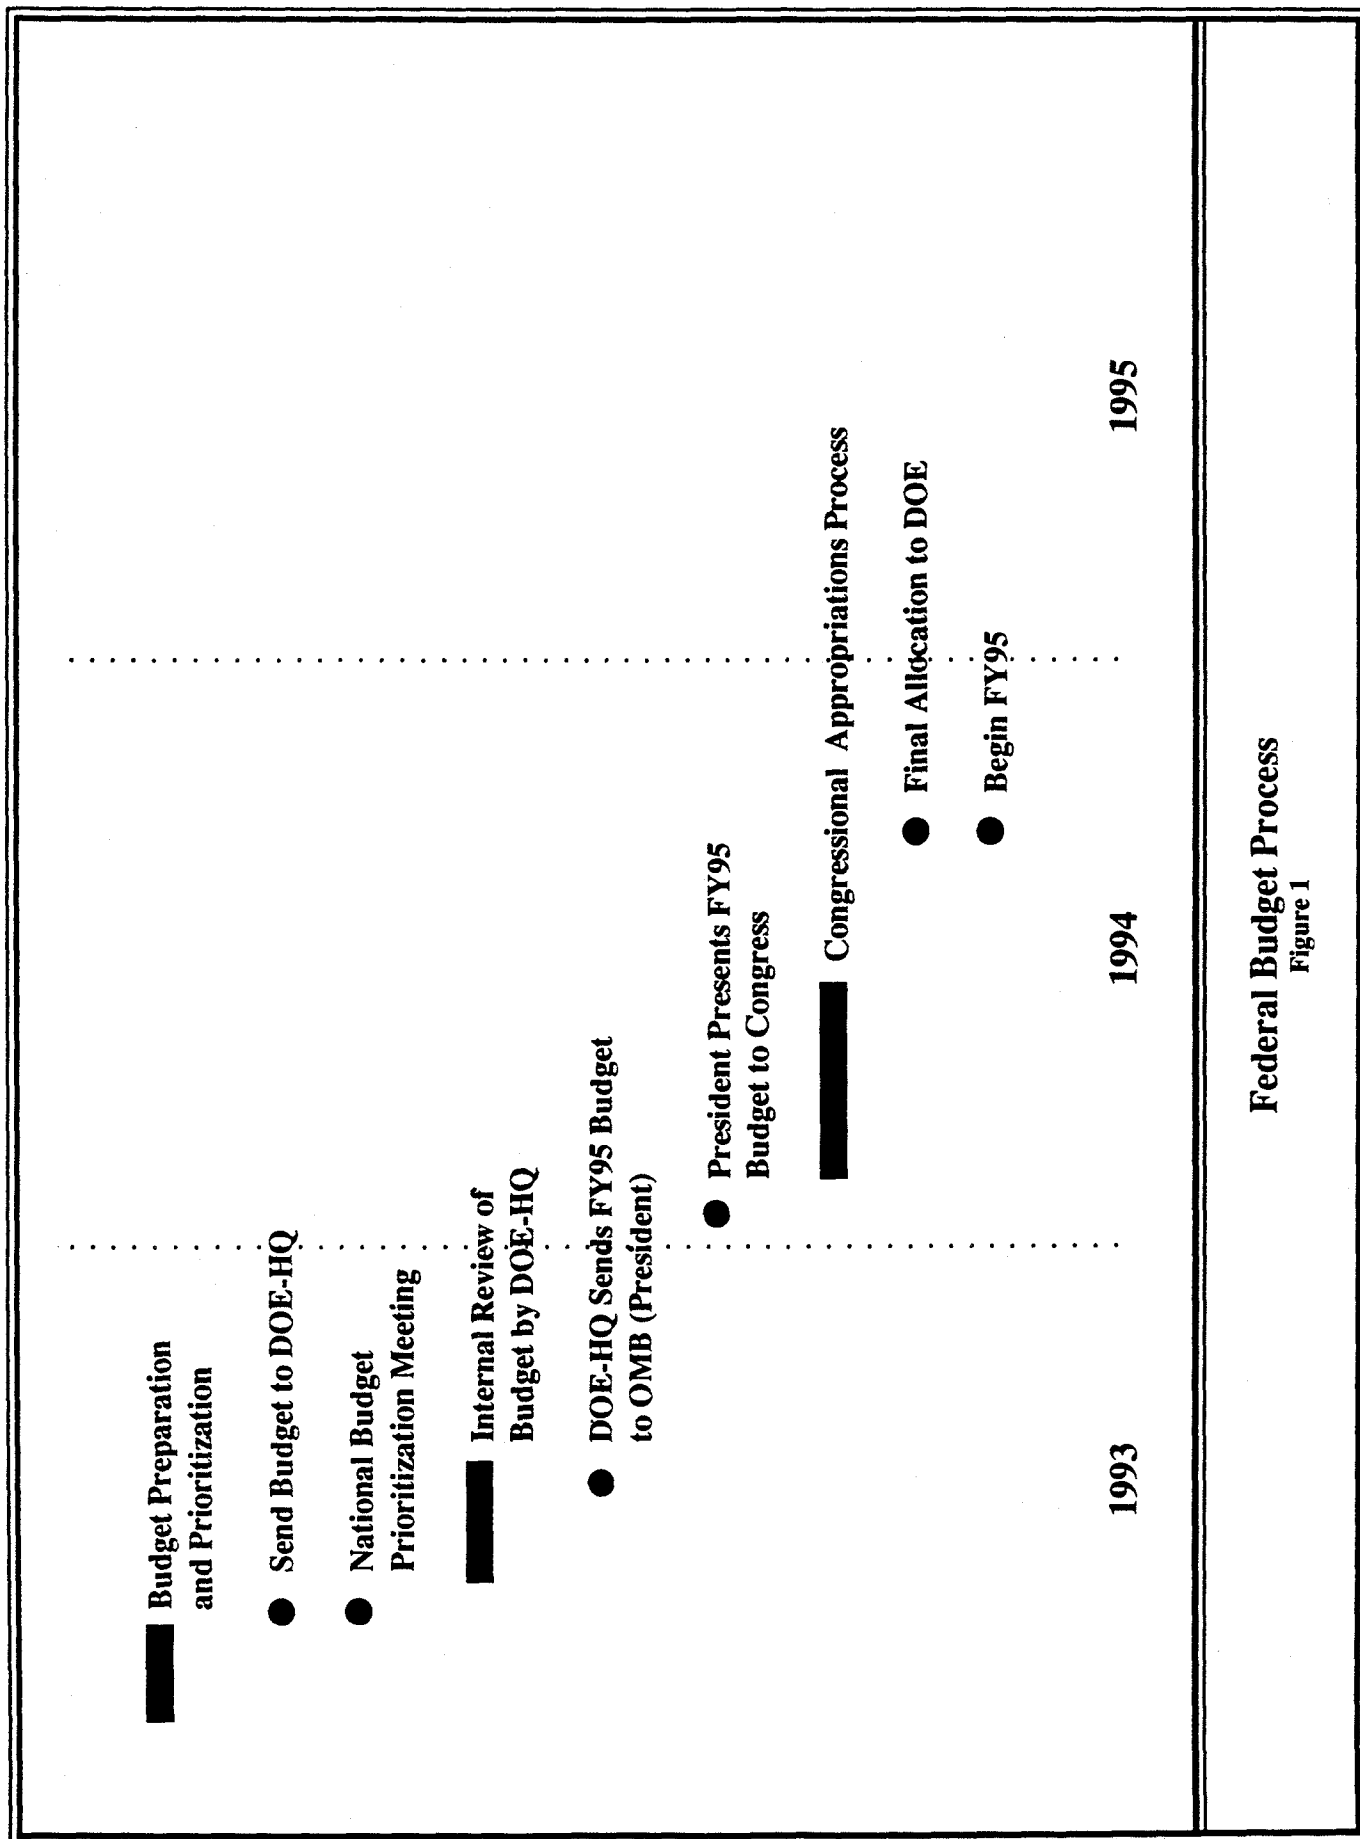 Budget Preparation
and Prioritization
Send Budget to DOE-HQ
National Budget
Prioritization Meeting
Internal Review of
Budget by DOE-HQ
DOE-HQ Sends FY95 Budget
to OMB (President)
President Presents FY95
Budget to Congress
Congressional Appropriations Process
Final Allocation to DOE
Begin FY95
1993
1994
1995
Federal Budget Process
Figure 1